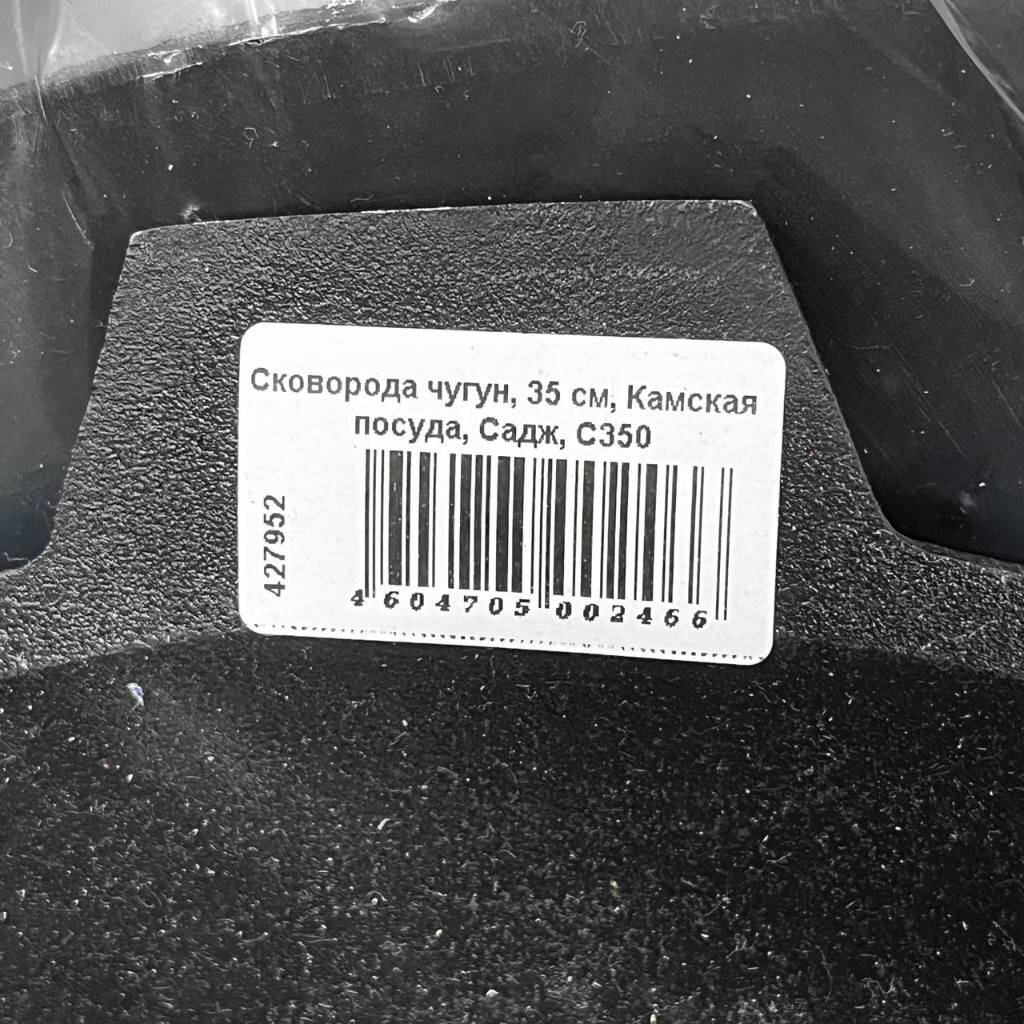 Сковорода чугун, 35 см, Камская
посуда, Садж, С350
427952
4 604705 002466